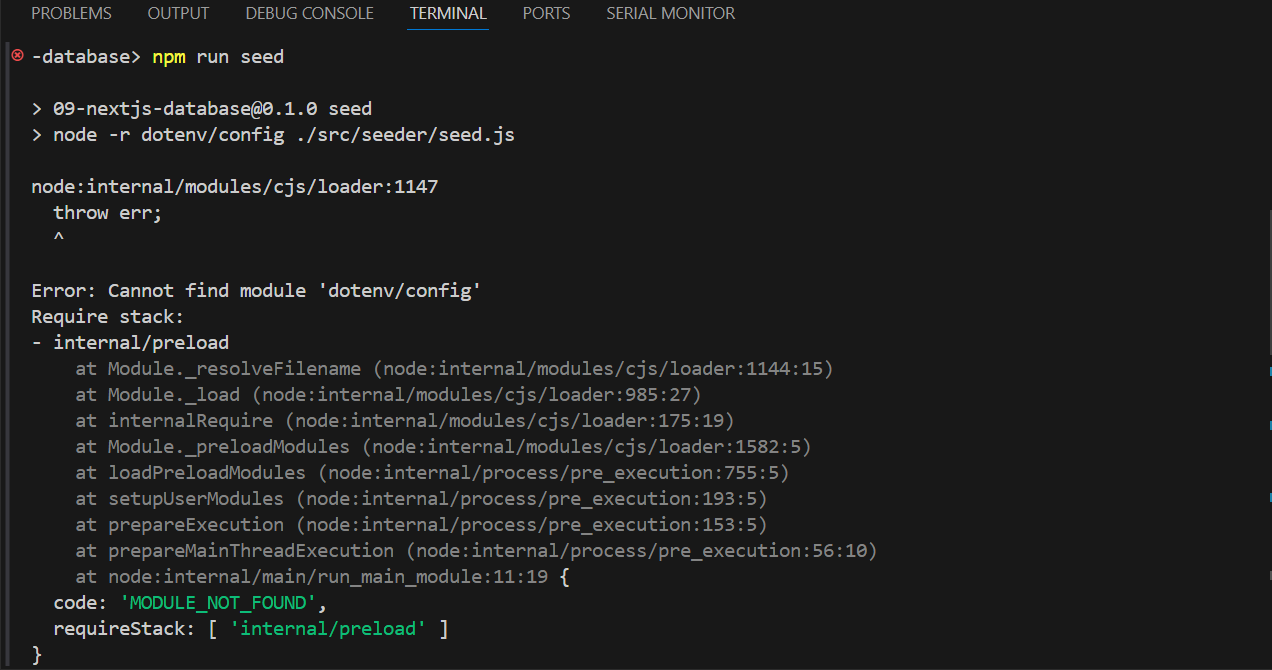 PROBLEMS OUTPUT DEBUG CONSOLE TERMINAL PORTS SERIAL MONITOR
-database> npm run seed
> 09-nextjs-database@0.1.0 seed
> node -r dotenv/config ./src/seeder/seed.js
node:internal/modules/cjs/loader:1147
  throw err;
  ^
Error: Cannot find module 'dotenv/config'
Require stack:
- internal/preload
    at Module._resolveFilename (node:internal/modules/cjs/loader:1144:15)
    at Module._load (node:internal/modules/cjs/loader:985:27)
    at internalRequire (node:internal/modules/cjs/loader:175:19)
    at Module._preloadModules (node:internal/modules/cjs/loader:1582:5)
    at loadPreloadModules (node:internal/process/pre_execution:755:5)
    at setupUserModules (node:internal/process/pre_execution:193:5)
    at prepareExecution (node:internal/process/pre_execution:153:5)
    at prepareMainThreadExecution (node:internal/process/pre_execution:56:10)
    at node:internal/main/run_main_module:11:19 {
  code: 'MODULE_NOT_FOUND',
  requireStack: [ 'internal/preload' ]
}